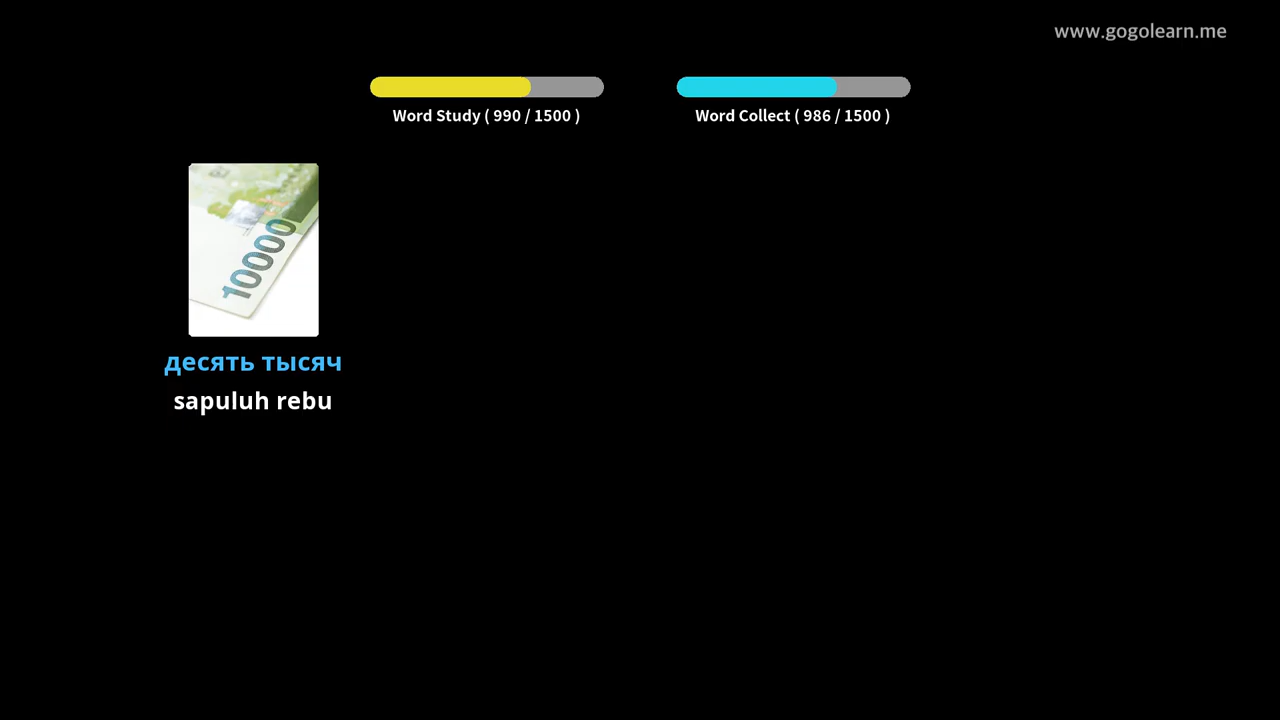 www.gogolearn.me
Word Study ( 990 / 1500 )
Word Collect ( 986 / 1500 )
10000
десять тысяч
sapuluh rebu